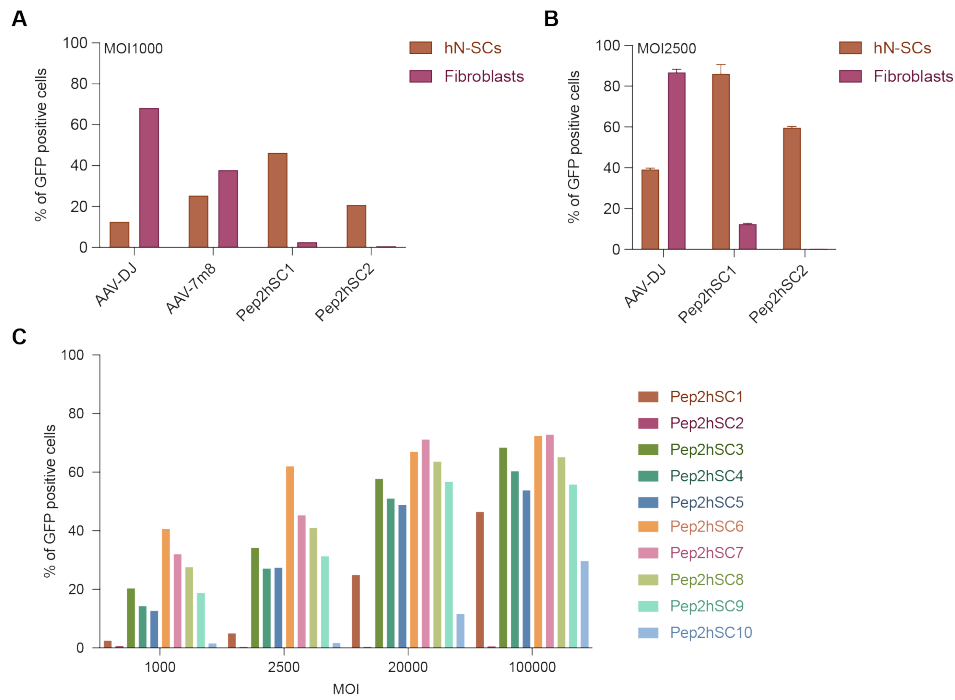 A
MOI1000
% of GFP positive cells
100
80
60
40
20
0
AAV-DJ
AAV-7m8
Pep2hSC1
Pep2hSC2
hN-SCs
Fibroblasts
B
MOI2500
% of GFP positive cells
100
80
60
40
20
0
AAV-DJ
Pep2hSC1
Pep2hSC2
hN-SCs
Fibroblasts
C
% of GFP positive cells
100
80
60
40
20
0
1000
2500
20000
100000
MOI
Pep2hSC1
Pep2hSC2
Pep2hSC3
Pep2hSC4
Pep2hSC5
Pep2hSC6
Pep2hSC7
Pep2hSC8
Pep2hSC9
Pep2hSC10